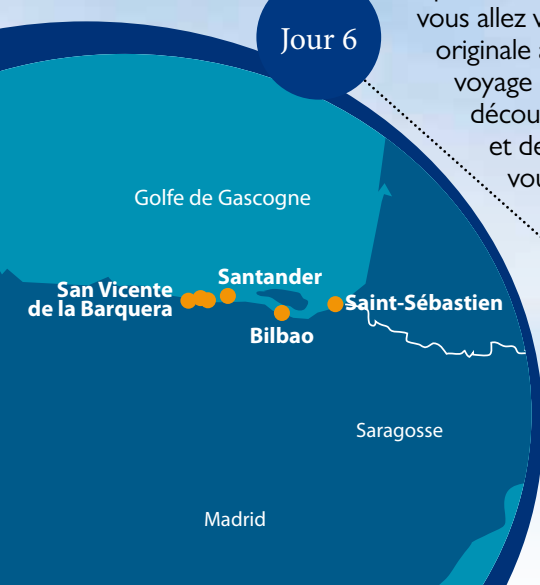 Jour 6
vous allez v
originale a
voyage
découv
et de
vou
Golfe de Gascogne
Santander
San Vicente
de la Barquera
Saint-Sébastien
Bilbao
Saragosse
Madrid